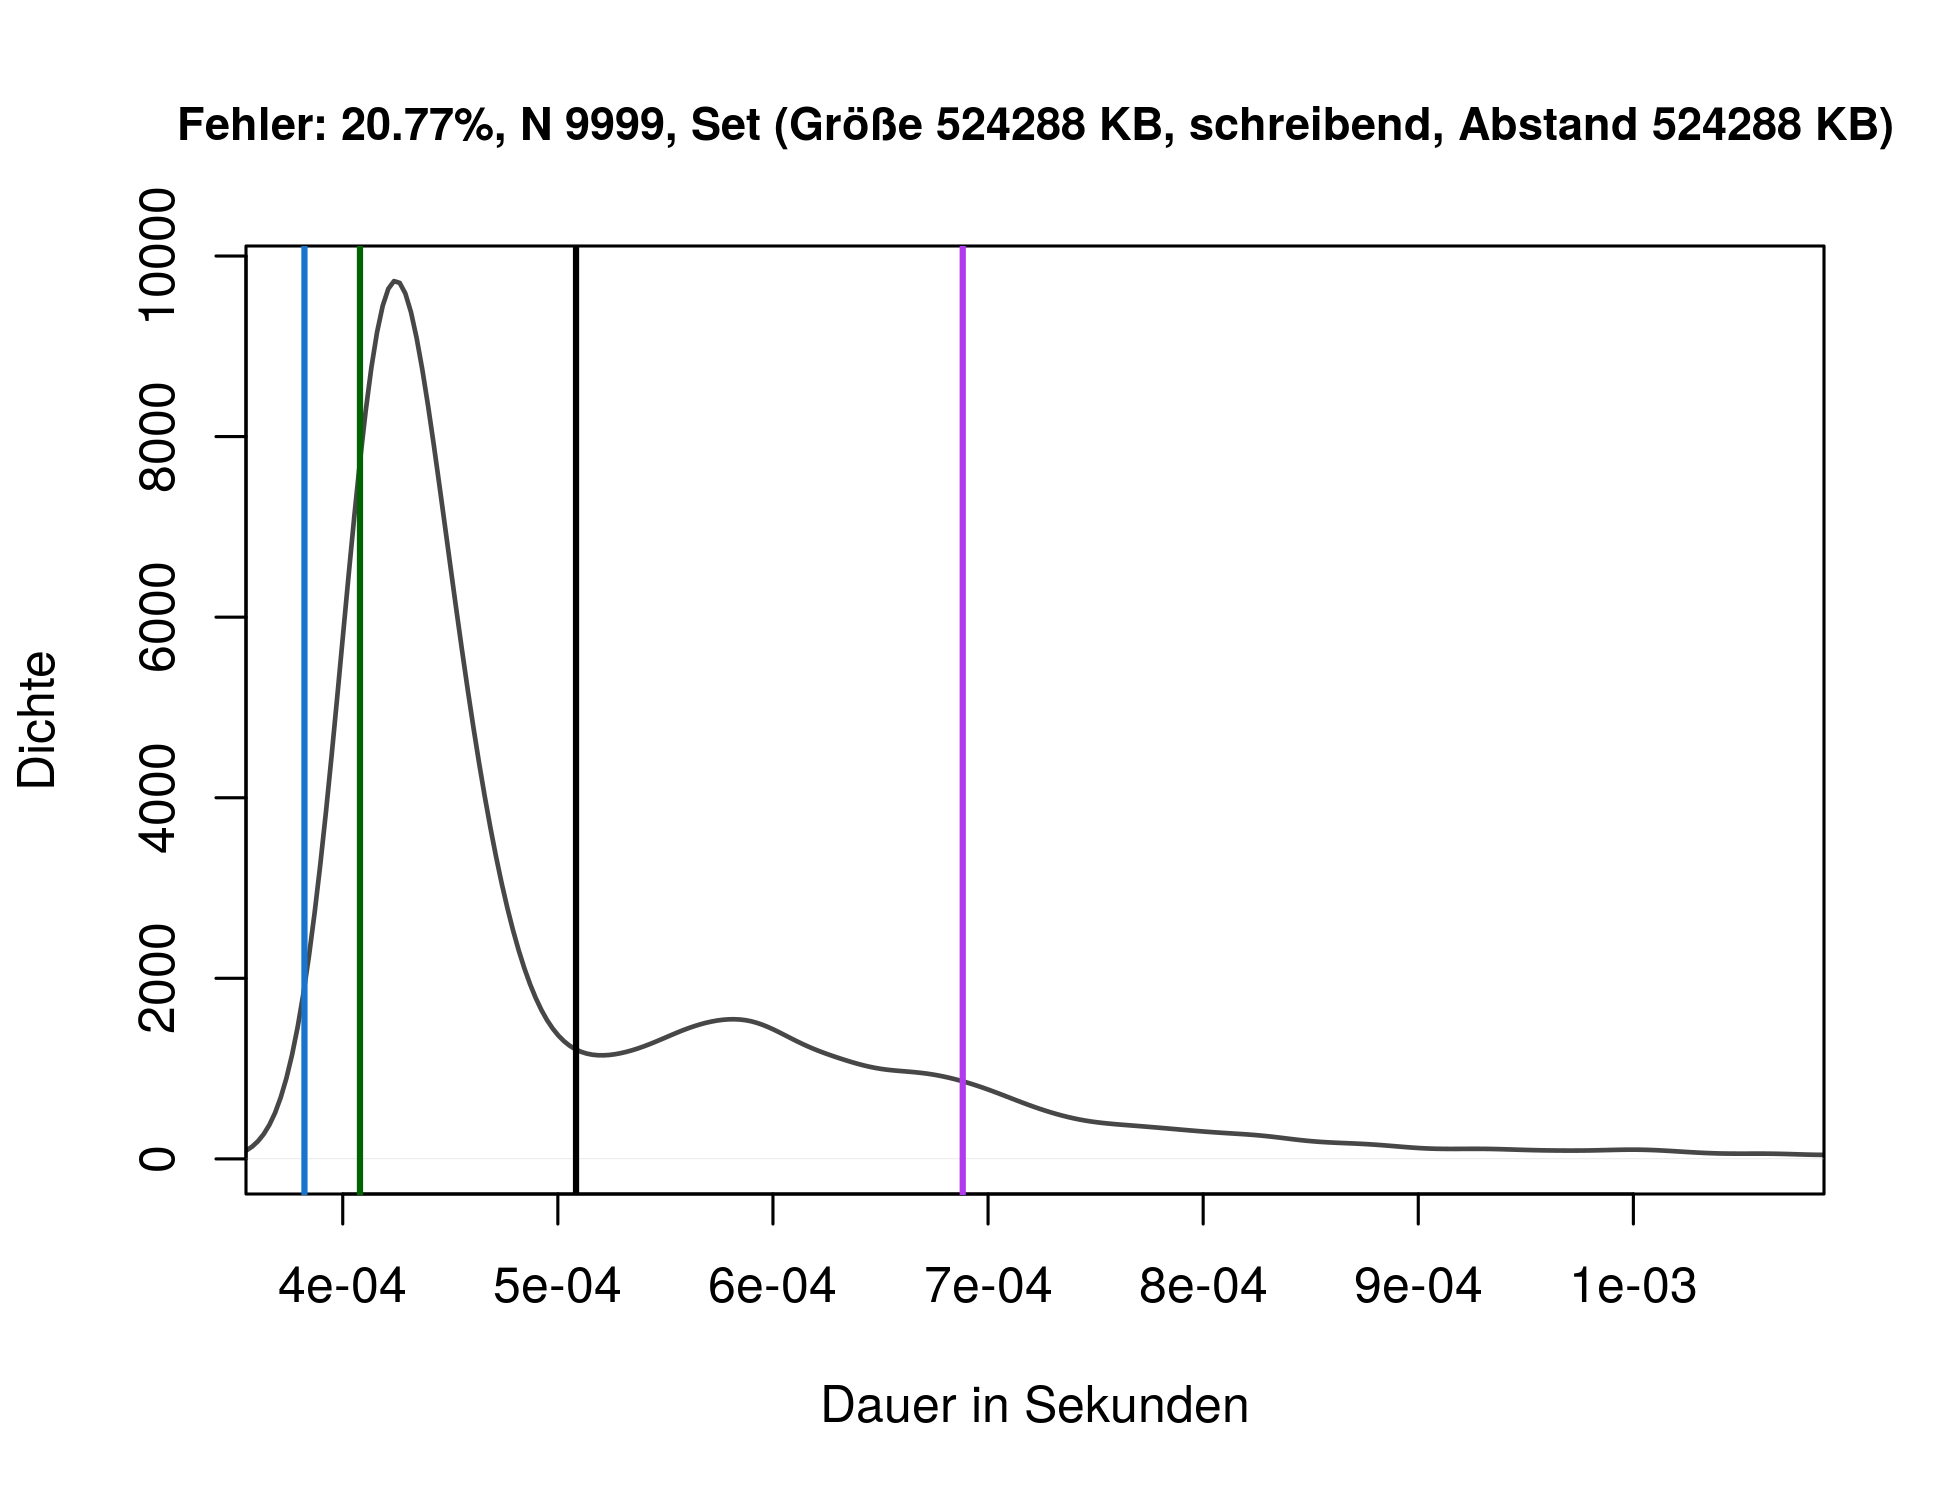 Fehler: 20.77%, N 9999, Set (Größe 524288 KB, schreibend, Abstand 524288 KB)
Dichte
10000
8000
6000
4000
2000
0
4e-04 5e-04 6e-04 7e-04 8e-04 9e-04 1e-03
Dauer in Sekunden